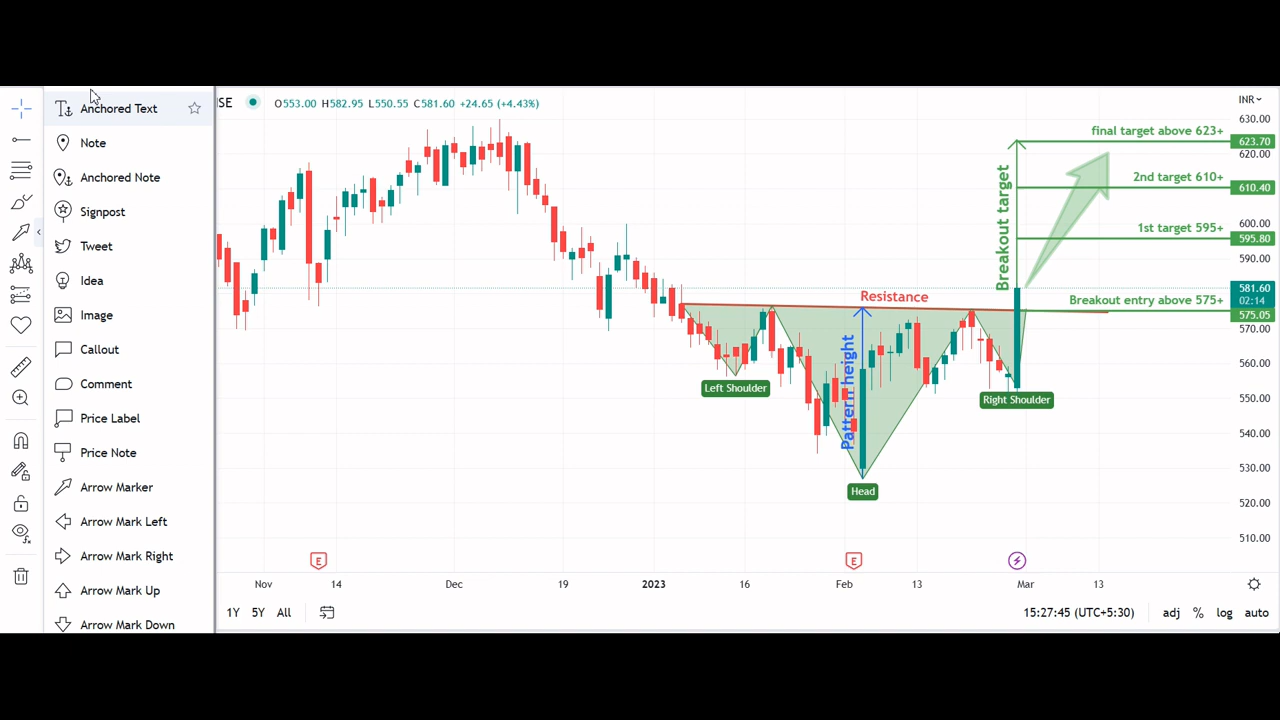 SE O553.00 H582.95 L550.55 C581.60 +24.65 (+4.43%)
INR
Anchored Text
Note
Anchored Note
Signpost
Tweet
Idea
Image
Callout
Comment
Price Label
Price Note
Arrow Marker
Arrow Mark Left
Arrow Mark Right
Arrow Mark Up
Arrow Mark Down
final target above 623+
2nd target 610+
1st target 595+
Breakout entry above 575+
Breakout target
Resistance
Pattern height
Left Shoulder
Head
Right Shoulder
630.00
623.70
620.00
610.40
600.00
595.80
590.00
581.60
02:14
575.05
570.00
560.00
550.00
540.00
530.00
520.00
510.00
E
E
Nov 14 Dec 19 2023 16 Feb 13 Mar 13
1Y 5Y All
15:27:45 (UTC+5:30) adj % log auto